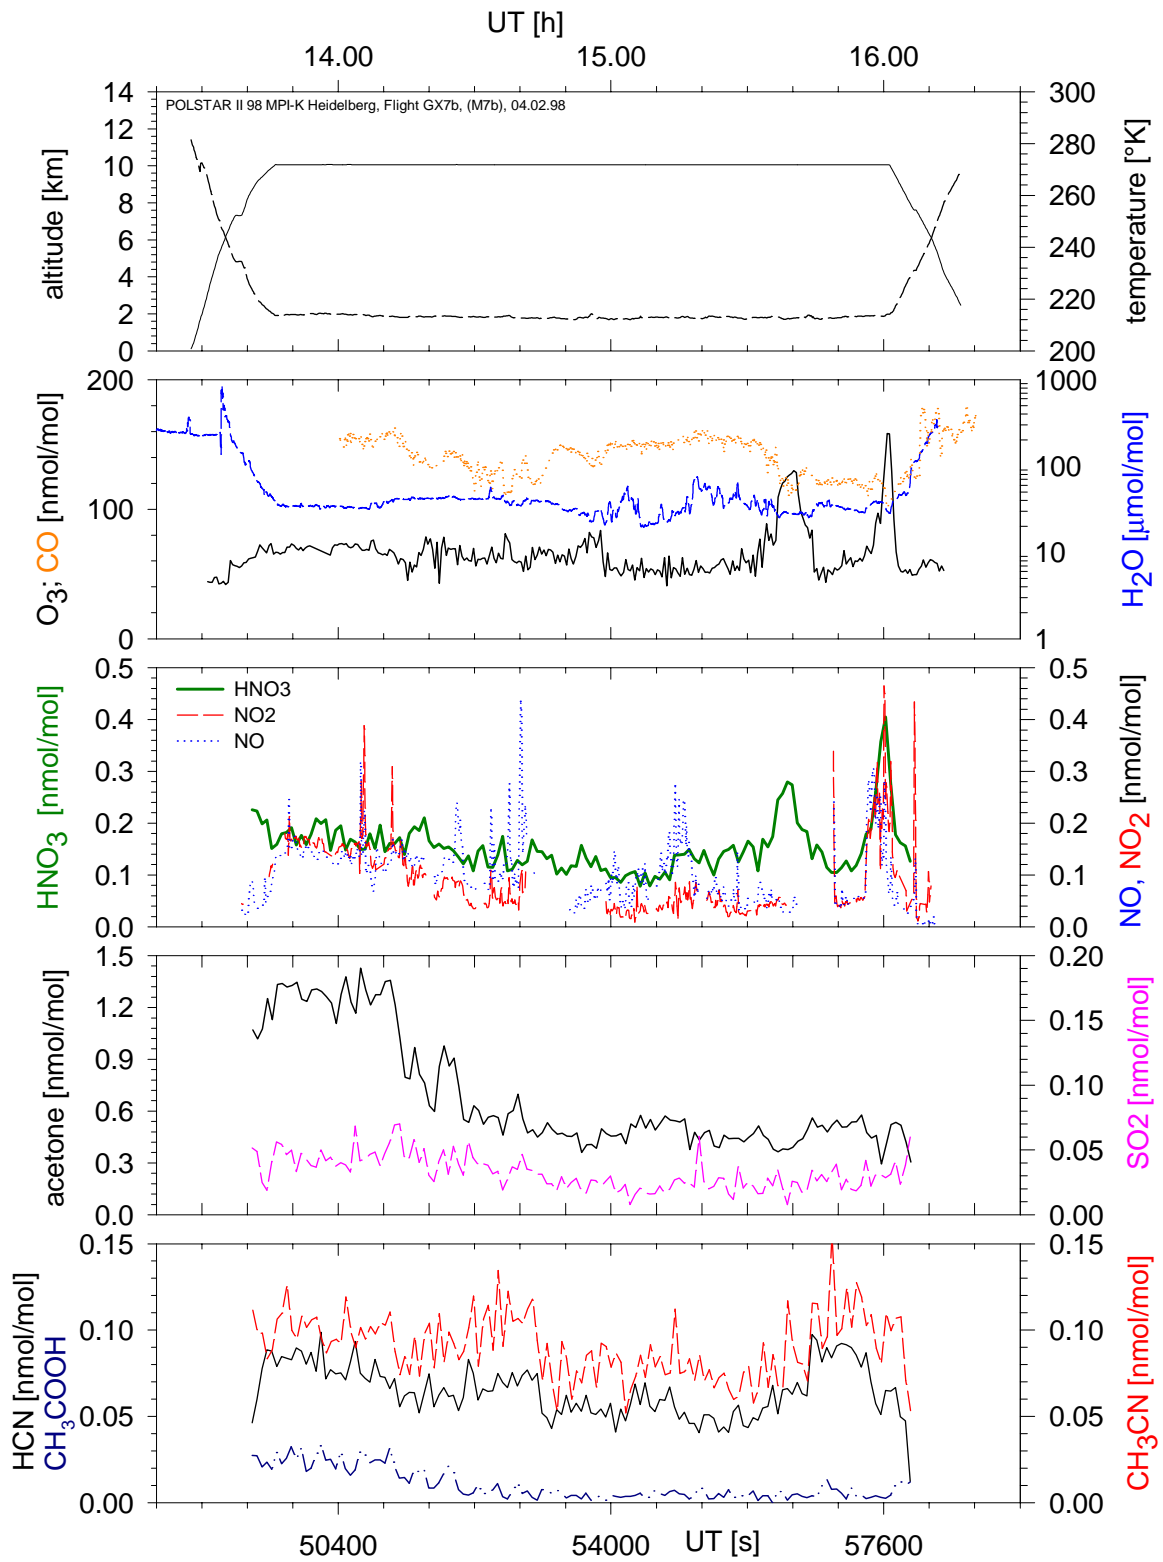 UT [h]
14.00 15.00 16.00
POLSTAR II 98 MPI-K Heidelberg, Flight GX7b, (M7b), 04.02.98
altitude [km]
14
12
10
8
6
4
2
0
temperature [°K]
300
280
260
240
220
200
O3; CO [nmol/mol]
200
100
0
H2O [µmol/mol]
1000
100
10
1
HNO3 [nmol/mol]
0.5
0.4
0.3
0.2
0.1
0.0
HNO3
NO2
NO
NO, NO2 [nmol/mol]
0.5
0.4
0.3
0.2
0.1
0.0
acetone [nmol/mol]
1.5
1.2
0.9
0.6
0.3
0.0
SO2 [nmol/mol]
0.20
0.15
0.10
0.05
0.00
HCN [nmol/mol]
CH3COOH
0.15
0.10
0.05
0.00
CH3CN [nmol/mol]
0.15
0.10
0.05
0.00
50400 54000 UT [s] 57600